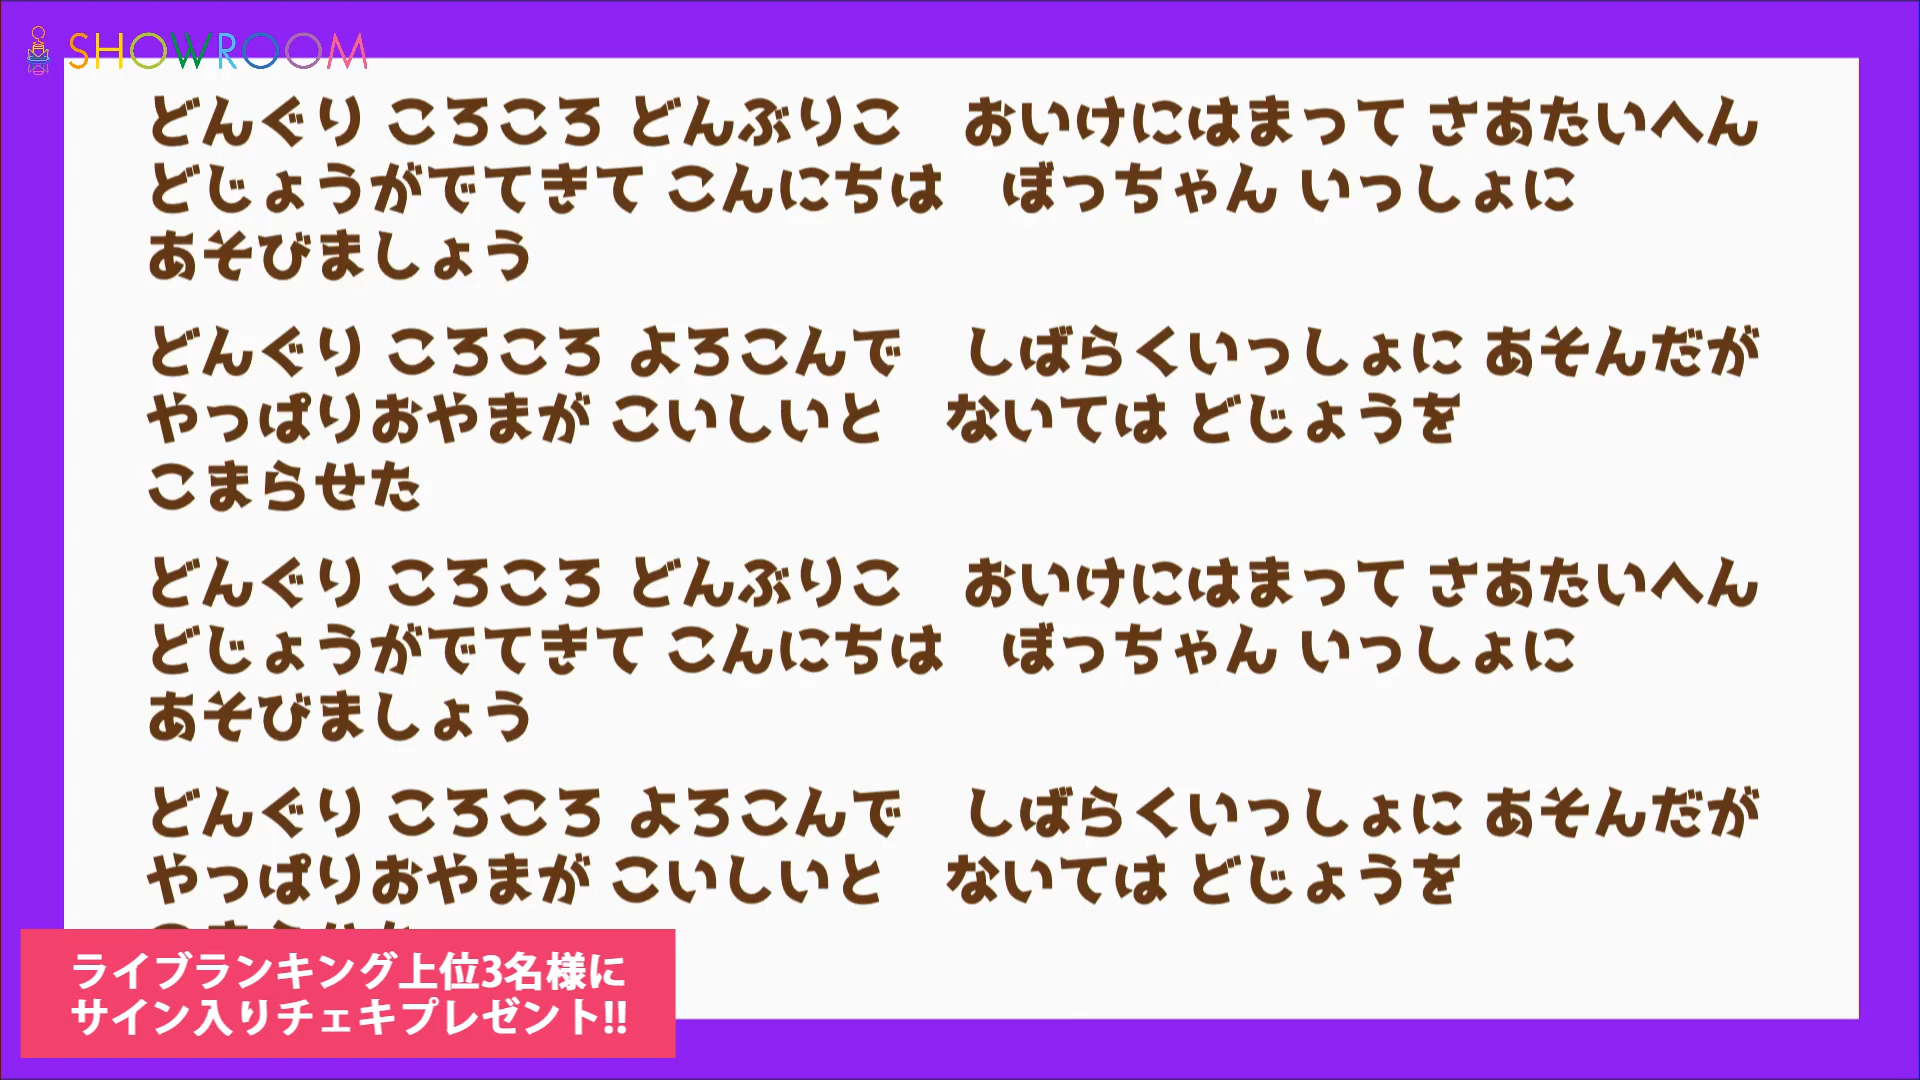 SHOWROOM
どんぐり ころころ どんぶりこ　おいけにはまって さあたいへん
どじょうがでてきて こんにちは　ぼっちゃん いっしょに
あそびましょう
どんぐり ころころ よろこんで　しばらくいっしょに あそんだが
やっぱりおやまが こいしいと　ないては どじょうを
こまらせた
どんぐり ころころ どんぶりこ　おいけにはまって さあたいへん
どじょうがでてきて こんにちは　ぼっちゃん いっしょに
あそびましょう
どんぐり ころころ よろこんで　しばらくいっしょに あそんだが
やっぱりおやまが こいしいと　ないては どじょうを
ライブランキング上位3名様に
サイン入りチェキプレゼント!!